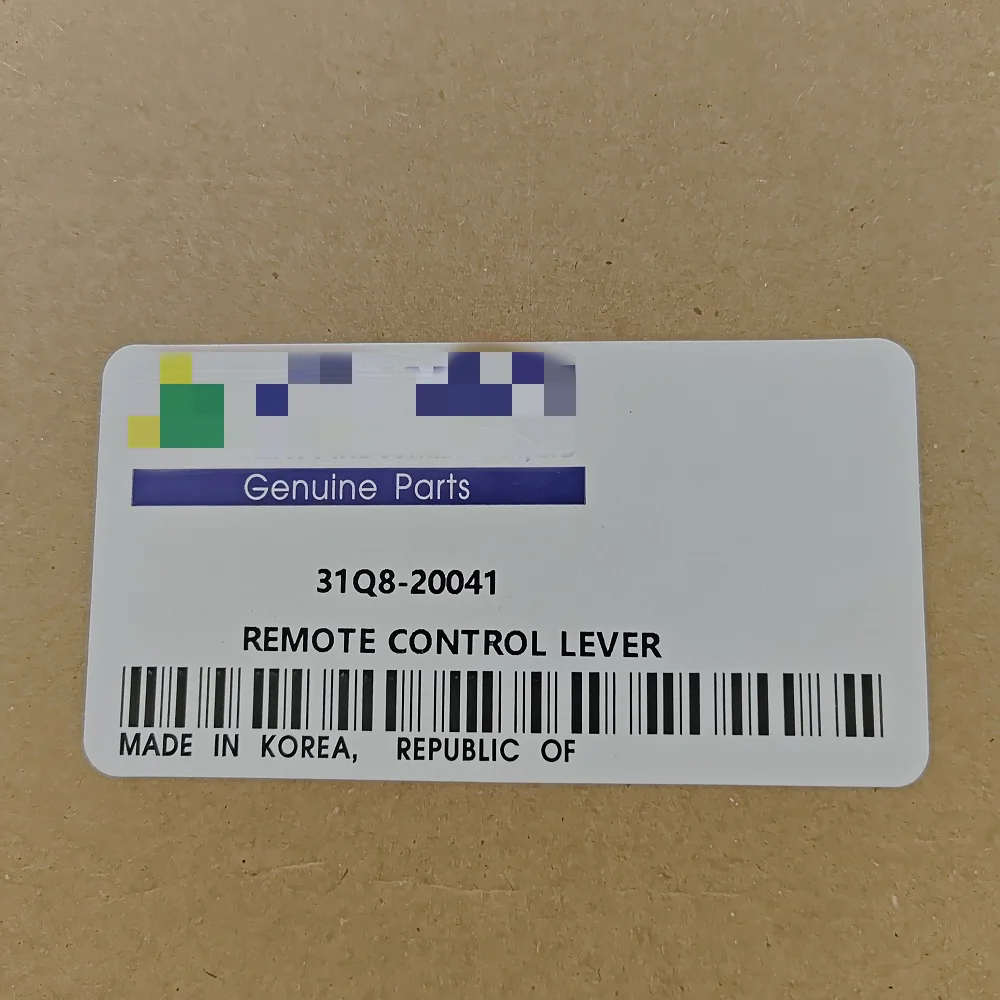 Genuine Parts
31Q8-20041
REMOTE CONTROL LEVER
MADE IN KOREA, REPUBLIC OF